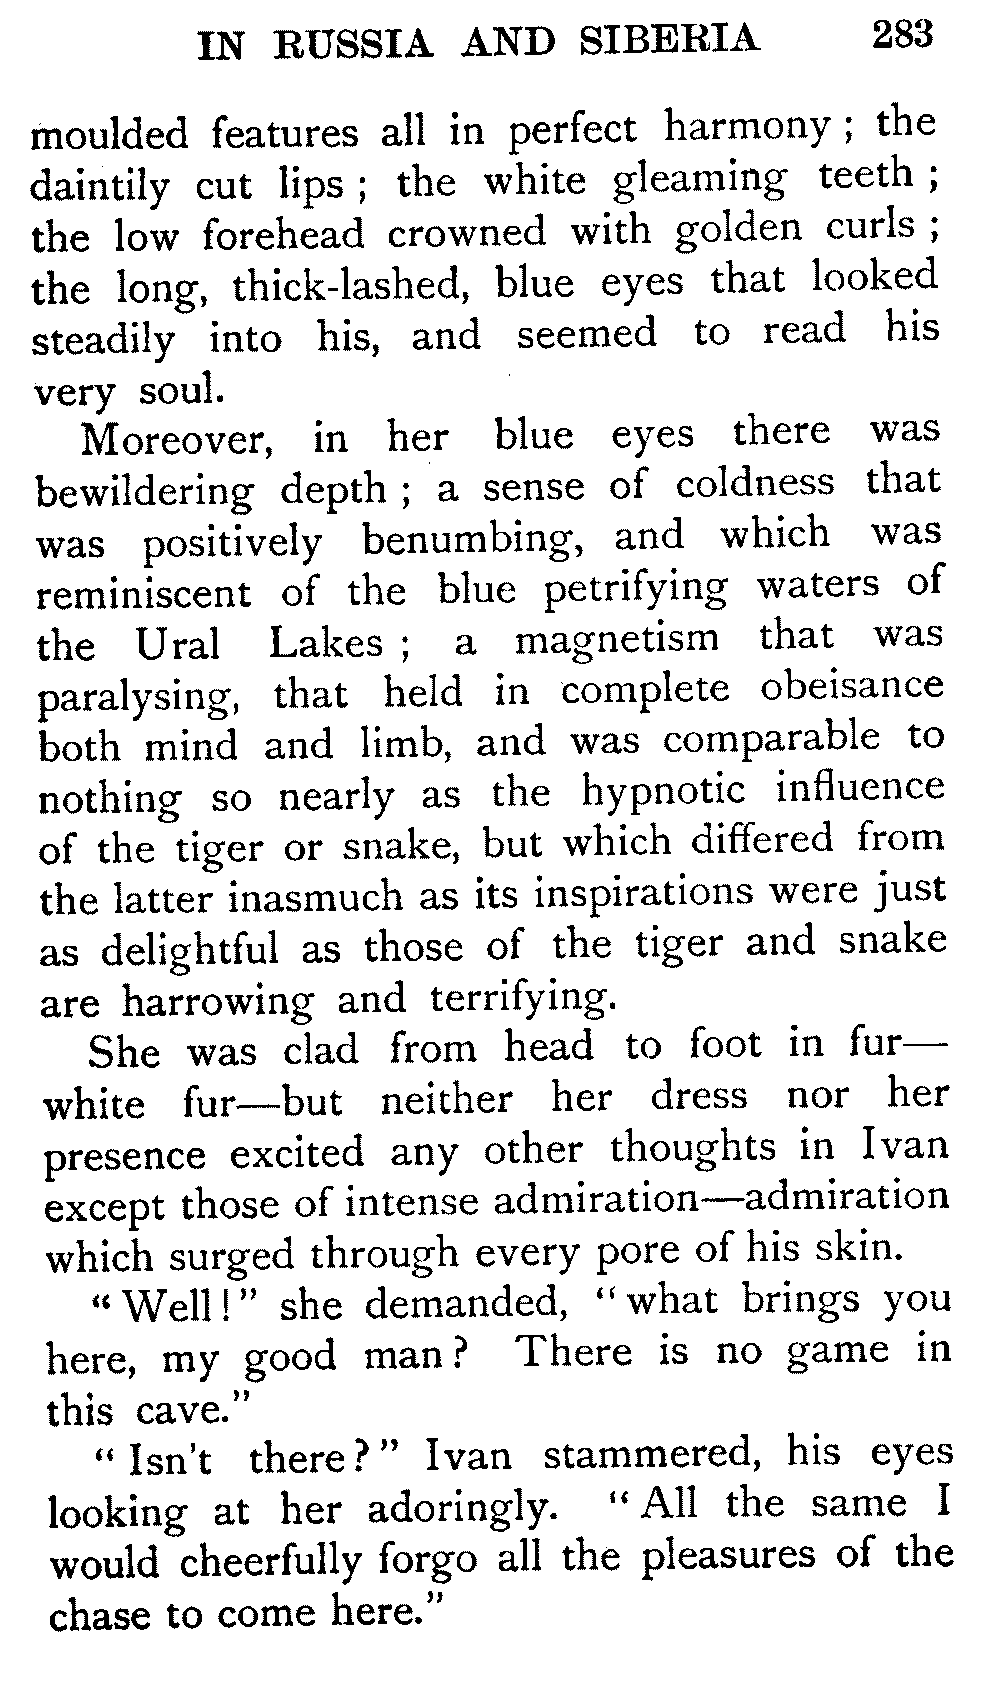 IN RUSSIA AND SIBERIA 283
moulded features all in perfect harmony ; the
daintily cut lips ; the white gleaming teeth ;
the low forehead crowned with golden curls ;
the long, thick-lashed, blue eyes that looked
steadily into his, and seemed to read his
very soul.
Moreover, in her blue eyes there was
bewildering depth ; a sense of coldness that
was positively benumbing, and which was
reminiscent of the blue petrifying waters of
the Ural Lakes ; a magnetism that was
paralysing, that held in complete obeisance
both mind and limb, and was comparable to
nothing so nearly as the hypnotic influence
of the tiger or snake, but which differed from
the latter inasmuch as its inspirations were just
as delightful as those of the tiger and snake
are harrowing and terrifying.
She was clad from head to foot in fur—
white fur—but neither her dress nor her
presence excited any other thoughts in Ivan
except those of intense admiration—admiration
which surged through every pore of his skin.
“Well!” she demanded, “what brings you
here, my good man? There is no game in
this cave.”
“Isn't there?” Ivan stammered, his eyes
looking at her adoringly. “All the same I
would cheerfully forgo all the pleasures of the
chase to come here.”